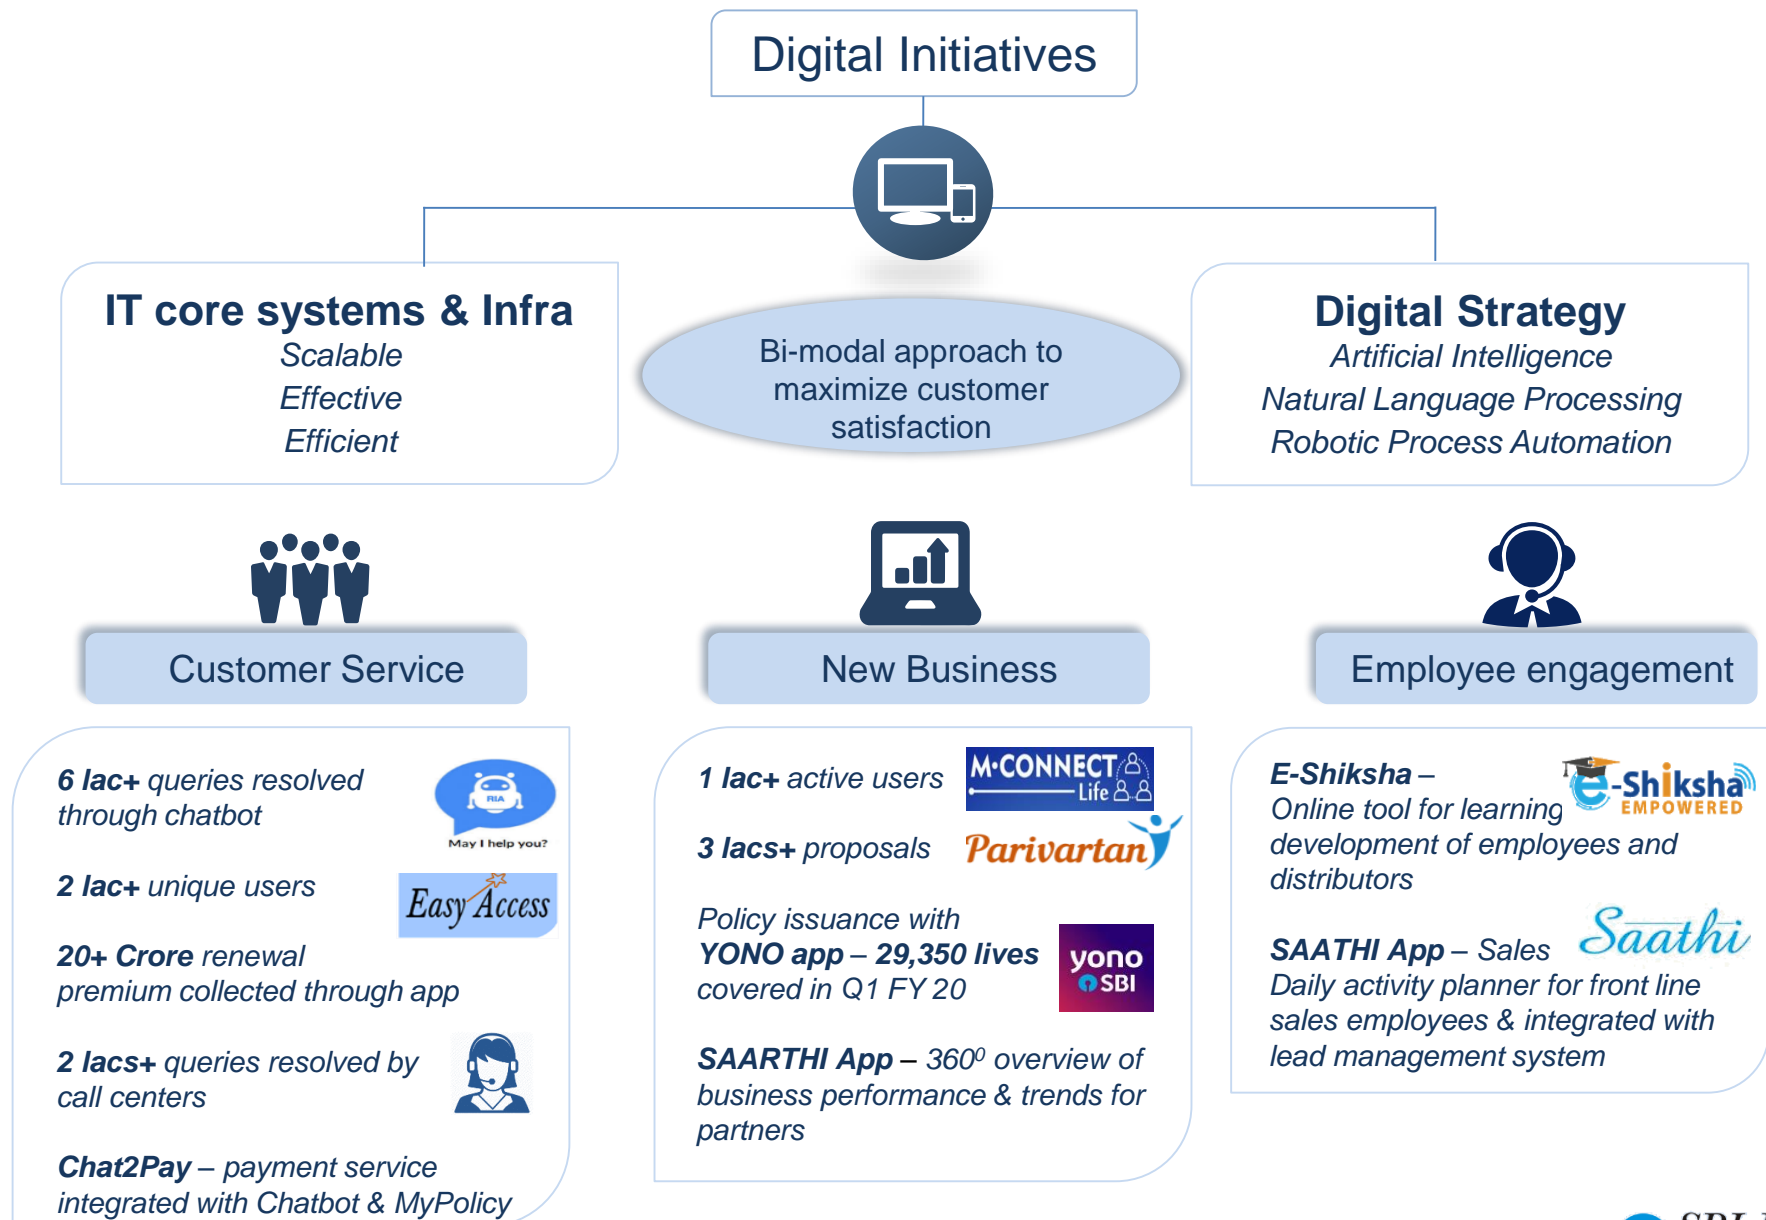 Digital Initiatives
IT core systems & Infra
Scalable
Effective
Efficient
Bi-modal approach to
maximize customer
satisfaction
Digital Strategy
Artificial Intelligence
Natural Language Processing
Robotic Process Automation
Customer Service
6 lac+ queries resolved
through chatbot
RIA
May I help you?
2 lac+ unique users
Easy Access
20+ Crore renewal
premium collected through app
2 lacs+ queries resolved by
call centers
Chat2Pay – payment service
integrated with Chatbot & MyPolicy
New Business
1 lac+ active users
M·CONNECT
Life
3 lacs+ proposals
Parivartan
Policy issuance with
YONO app – 29,350 lives
covered in Q1 FY 20
yono
SBI
SAARTHI App – 360⁰ overview of
business performance & trends for
partners
Employee engagement
E-Shiksha –
Online tool for learning
development of employees and
distributors
e-Shiksha
EMPOWERED
SAATHI App – Sales
Daily activity planner for front line
sales employees & integrated with
lead management system
Saathi